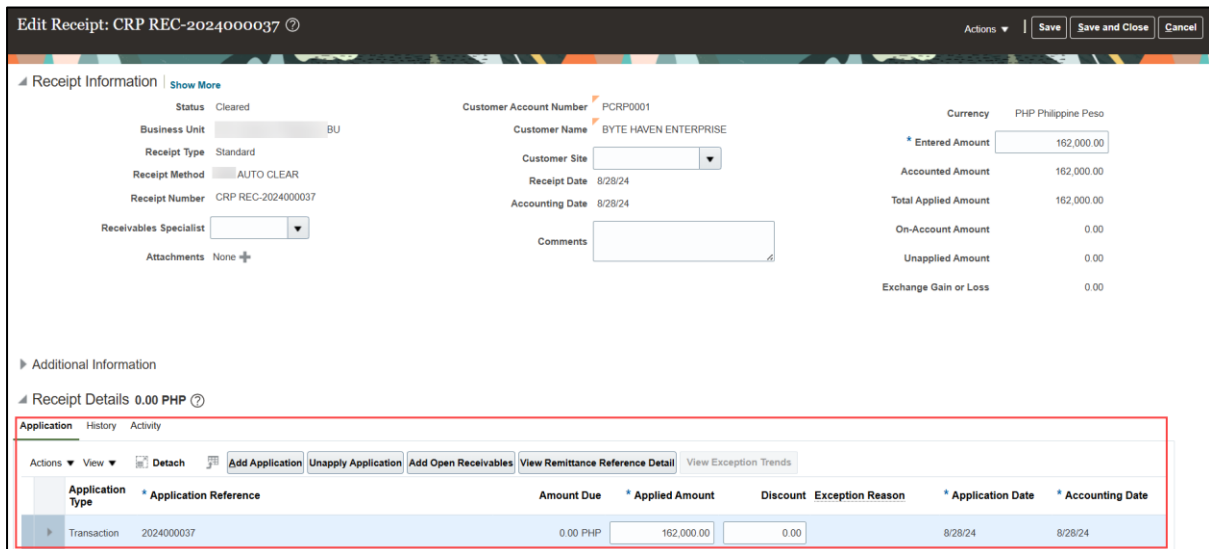 Edit Receipt: CRP REC-2024000037
Actions Save Save and Close Cancel
Receipt Information Show More
Status Cleared
Business Unit BU
Receipt Type Standard
Receipt Method AUTO CLEAR
Receipt Number CRP REC-2024000037
Receivables Specialist
Attachments None
Customer Account Number PCRP0001
Customer Name BYTE HAVEN ENTERPRISE
Customer Site
Receipt Date 8/28/24
Accounting Date 8/28/24
Comments
Currency PHP Philippine Peso
* Entered Amount 162,000.00
Accounted Amount 162,000.00
Total Applied Amount 162,000.00
On-Account Amount 0.00
Unapplied Amount 0.00
Exchange Gain or Loss 0.00
Additional Information
Receipt Details 0.00 PHP
Application History Activity
Actions View Detach Add Application Unapply Application Add Open Receivables View Remittance Reference Detail View Exception Trends
Application Type * Application Reference Amount Due * Applied Amount Discount Exception Reason * Application Date * Accounting Date
Transaction 2024000037 0.00 PHP 162,000.00 0.00 8/28/24 8/28/24